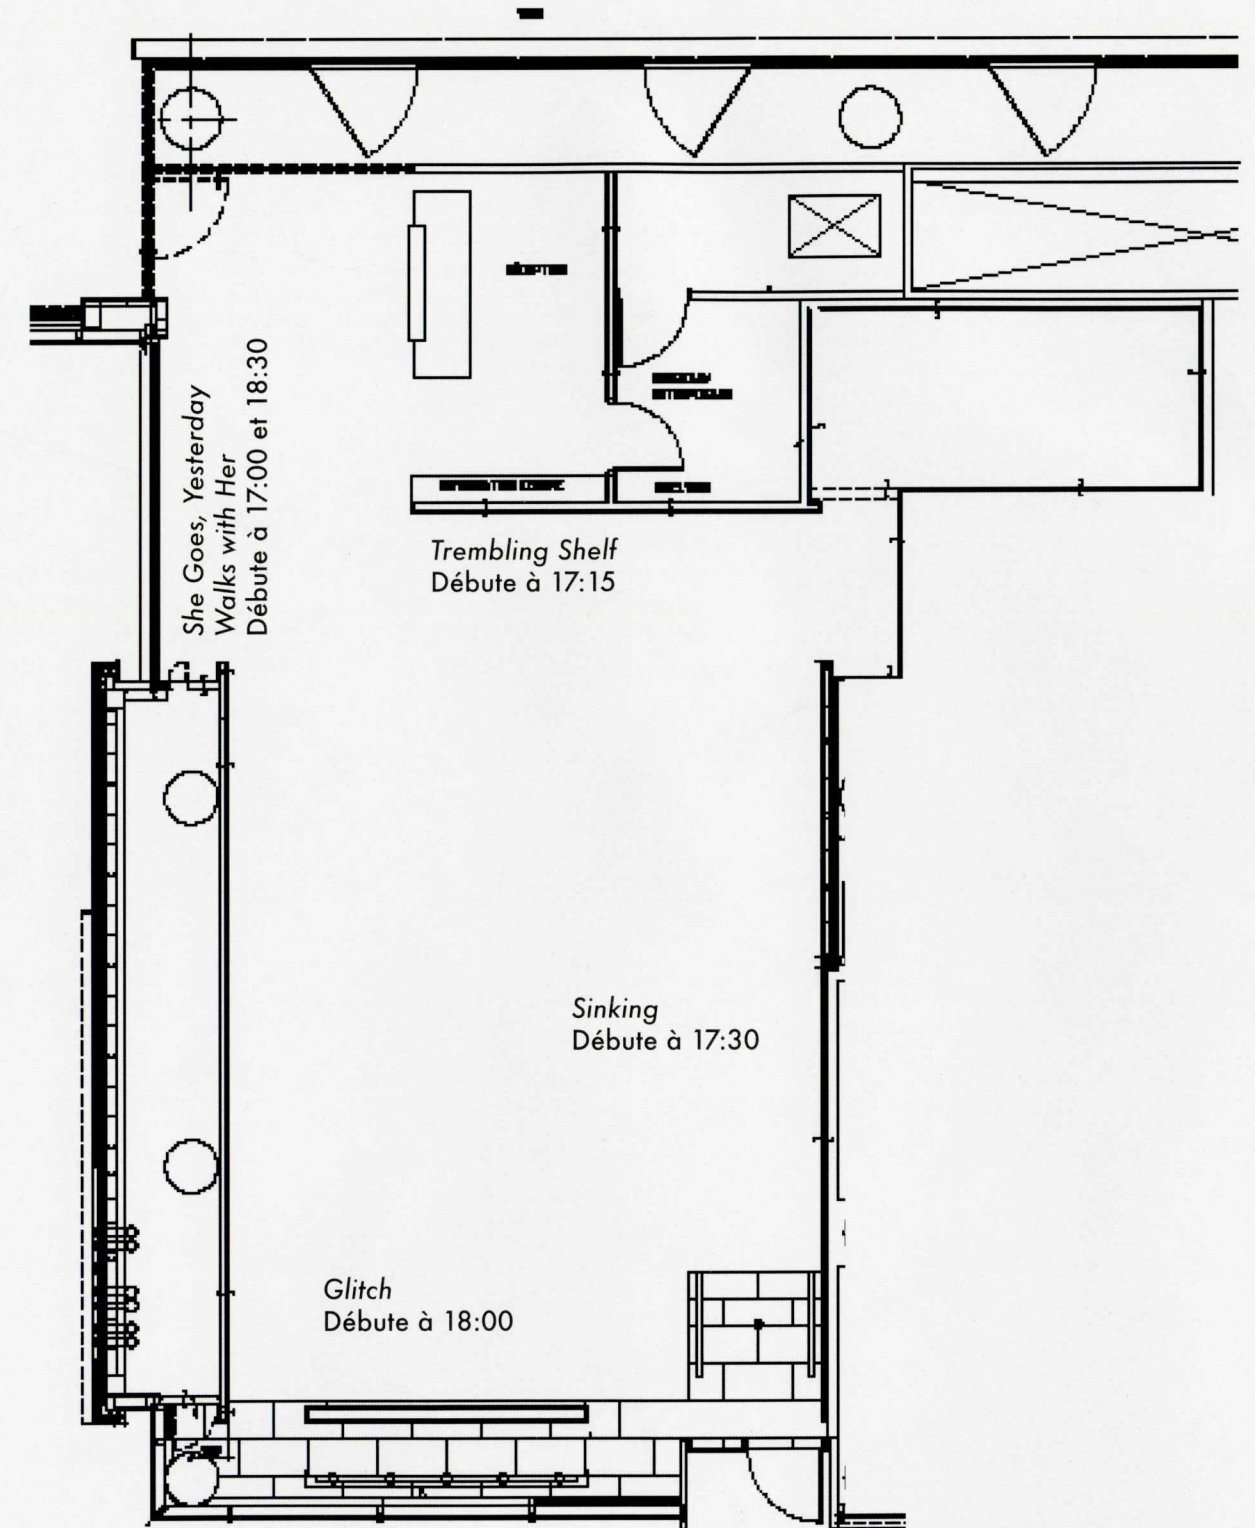 RÉCEPTION
She Goes, Yesterday
Walks with Her
Débute à 17:00 et 18:30
Trembling Shelf
Débute à 17:15
Sinking
Débute à 17:30
Glitch
Débute à 18:00